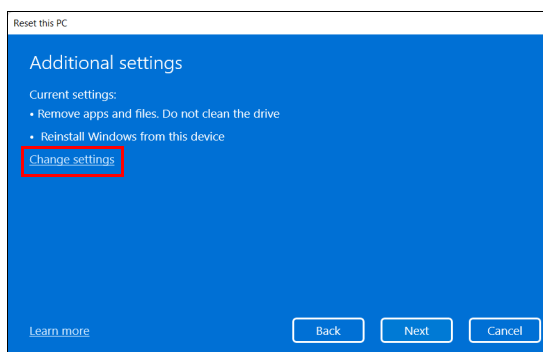 Reset this PC
Additional settings
Current settings:
• Remove apps and files. Do not clean the drive
• Reinstall Windows from this device
Change settings
Learn more
Back
Next
Cancel